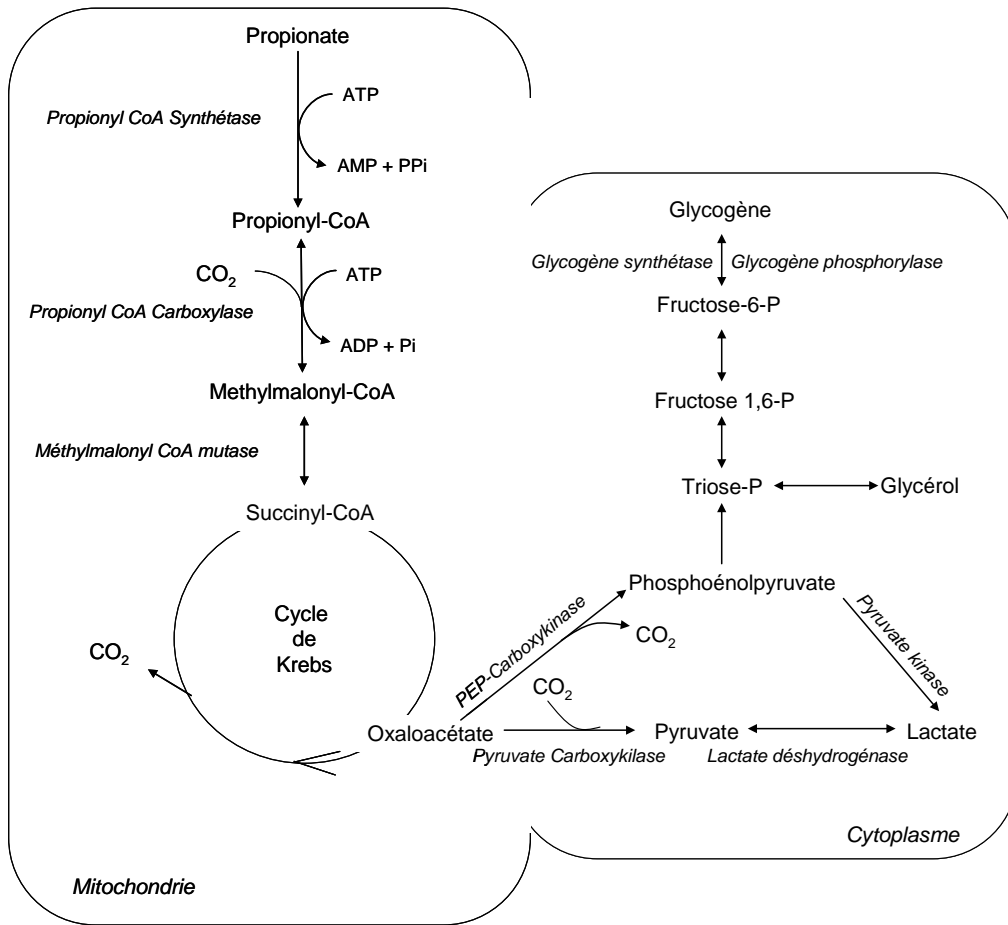 Propionate
ATP
Propionyl CoA Synthétase
AMP + PPi
Propionyl-CoA
CO2
ATP
Propionyl CoA Carboxylase
ADP + Pi
Methylmalonyl-CoA
Méthylmalonyl CoA mutase
Succinyl-CoA
Cycle
de
Krebs
CO2
Oxaloacétate
Mitochondrie
Glycogène
Glycogène synthétase
Glycogène phosphorylase
Fructose-6-P
Fructose 1,6-P
Triose-P
Glycérol
Phosphoénolpyruvate
PEP-Carboxykinase
CO2
Pyruvate kinase
CO2
Pyruvate
Lactate
Pyruvate Carboxykilase
Lactate déshydrogénase
Cytoplasme